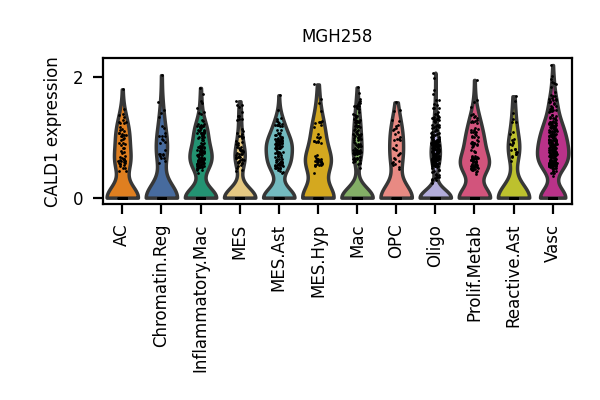 MGH258
CALD1 expression
2
0
AC
Chromatin.Reg
Inflammatory.Mac
MES
MES.Ast
MES.Hyp
Mac
OPC
Oligo
Prolif.Metab
Reactive.Ast
Vasc